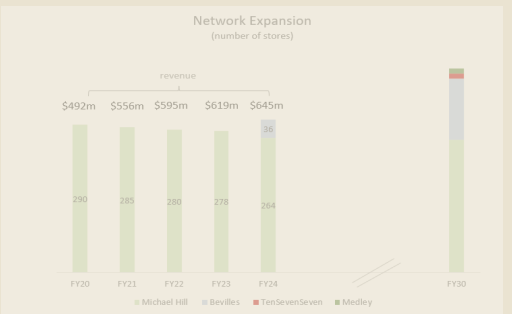 Network Expansion
(number of stores)
revenue
$492m $556m $595m $619m $645m
36
290 285 280 278 264
FY20 FY21 FY22 FY23 FY24 FY30
Michael Hill Bevilles TenSevenSeven Medley